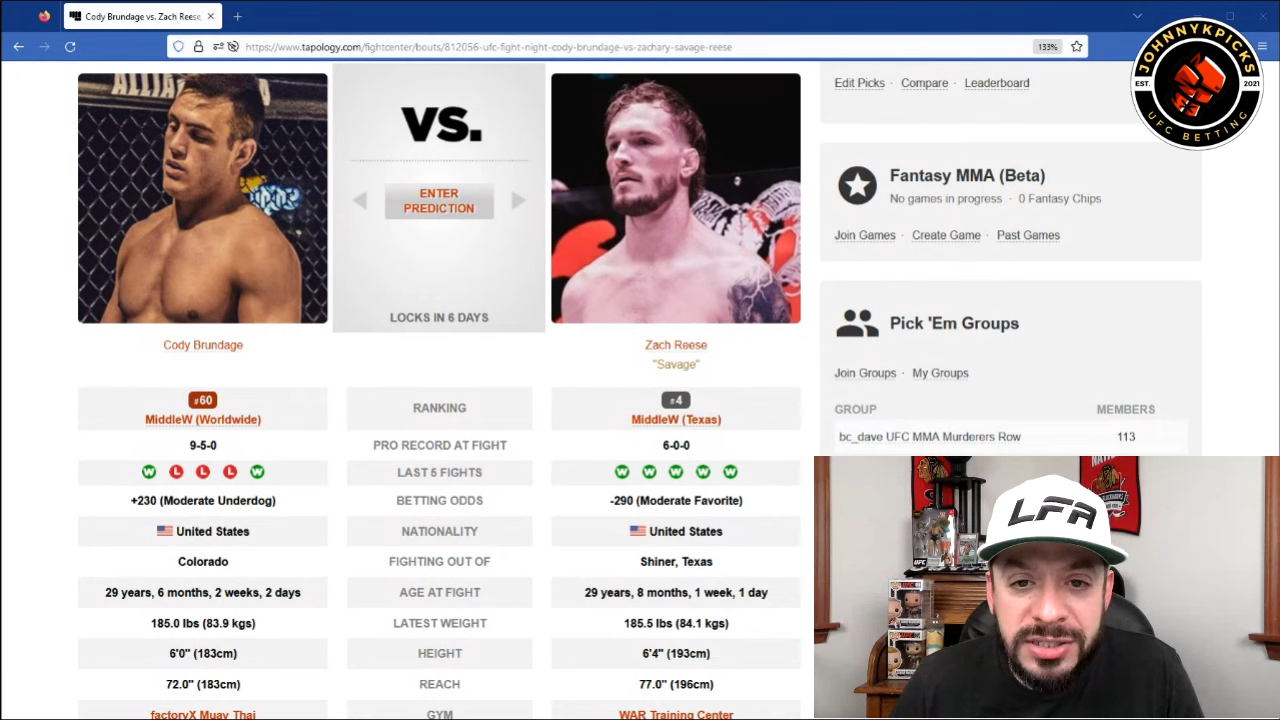 Cody Brundage vs. Zach Reese,
https://www.tapology.com/fightcenter/bouts/812056-ufc-fight-night-cody-brundage-vs-zachary-savage-reese
133%
JOHNNYKPICKS
EST. 2021
UFC BETTING
Edit Picks · Compare · Leaderboard
VS.
ENTER
PREDICTION
LOCKS IN 6 DAYS
Fantasy MMA (Beta)
No games in progress · 0 Fantasy Chips
Join Games · Create Game · Past Games
Pick 'Em Groups
Join Groups · My Groups
GROUP MEMBERS
bc_dave UFC MMA Murderers Row 113
Cody Brundage Zach Reese
"Savage"
#60 RANKING #4
MiddleW (Worldwide) MiddleW (Texas)
9-5-0 PRO RECORD AT FIGHT 6-0-0
W L L L W LAST 5 FIGHTS W W W W W
+230 (Moderate Underdog) BETTING ODDS -290 (Moderate Favorite)
United States NATIONALITY United States
Colorado FIGHTING OUT OF Shiner, Texas
29 years, 6 months, 2 weeks, 2 days AGE AT FIGHT 29 years, 8 months, 1 week, 1 day
185.0 lbs (83.9 kgs) LATEST WEIGHT 185.5 lbs (84.1 kgs)
6'0" (183cm) HEIGHT 6'4" (193cm)
72.0" (183cm) REACH 77.0" (196cm)
factoryX Muay Thai GYM WAR Training Center
LFA